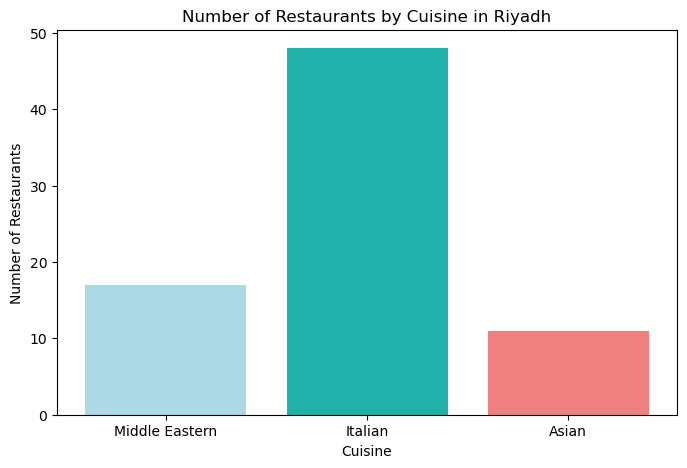 Number of Restaurants by Cuisine in Riyadh
50
40
30
20
10
0
Number of Restaurants
Middle Eastern
Italian
Asian
Cuisine